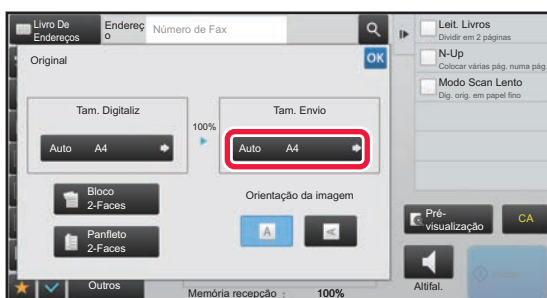 Livro De
Endereços
Endereç
o
Número de Fax
Original
OK
Tam. Digitaliz
100%
Tam. Envio
Auto A4
Auto A4
Bloco
2-Faces
Orientação da imagem
A
A
Panfleto
2-Faces
Outros
Memória recepção : 100%
Leit. Livros
Dividir em 2 páginas
N-Up
Colocar várias pág. numa pág.
Modo Scan Lento
Dig. orig. em papel fino
Pré-
visualização
CA
Altifal.